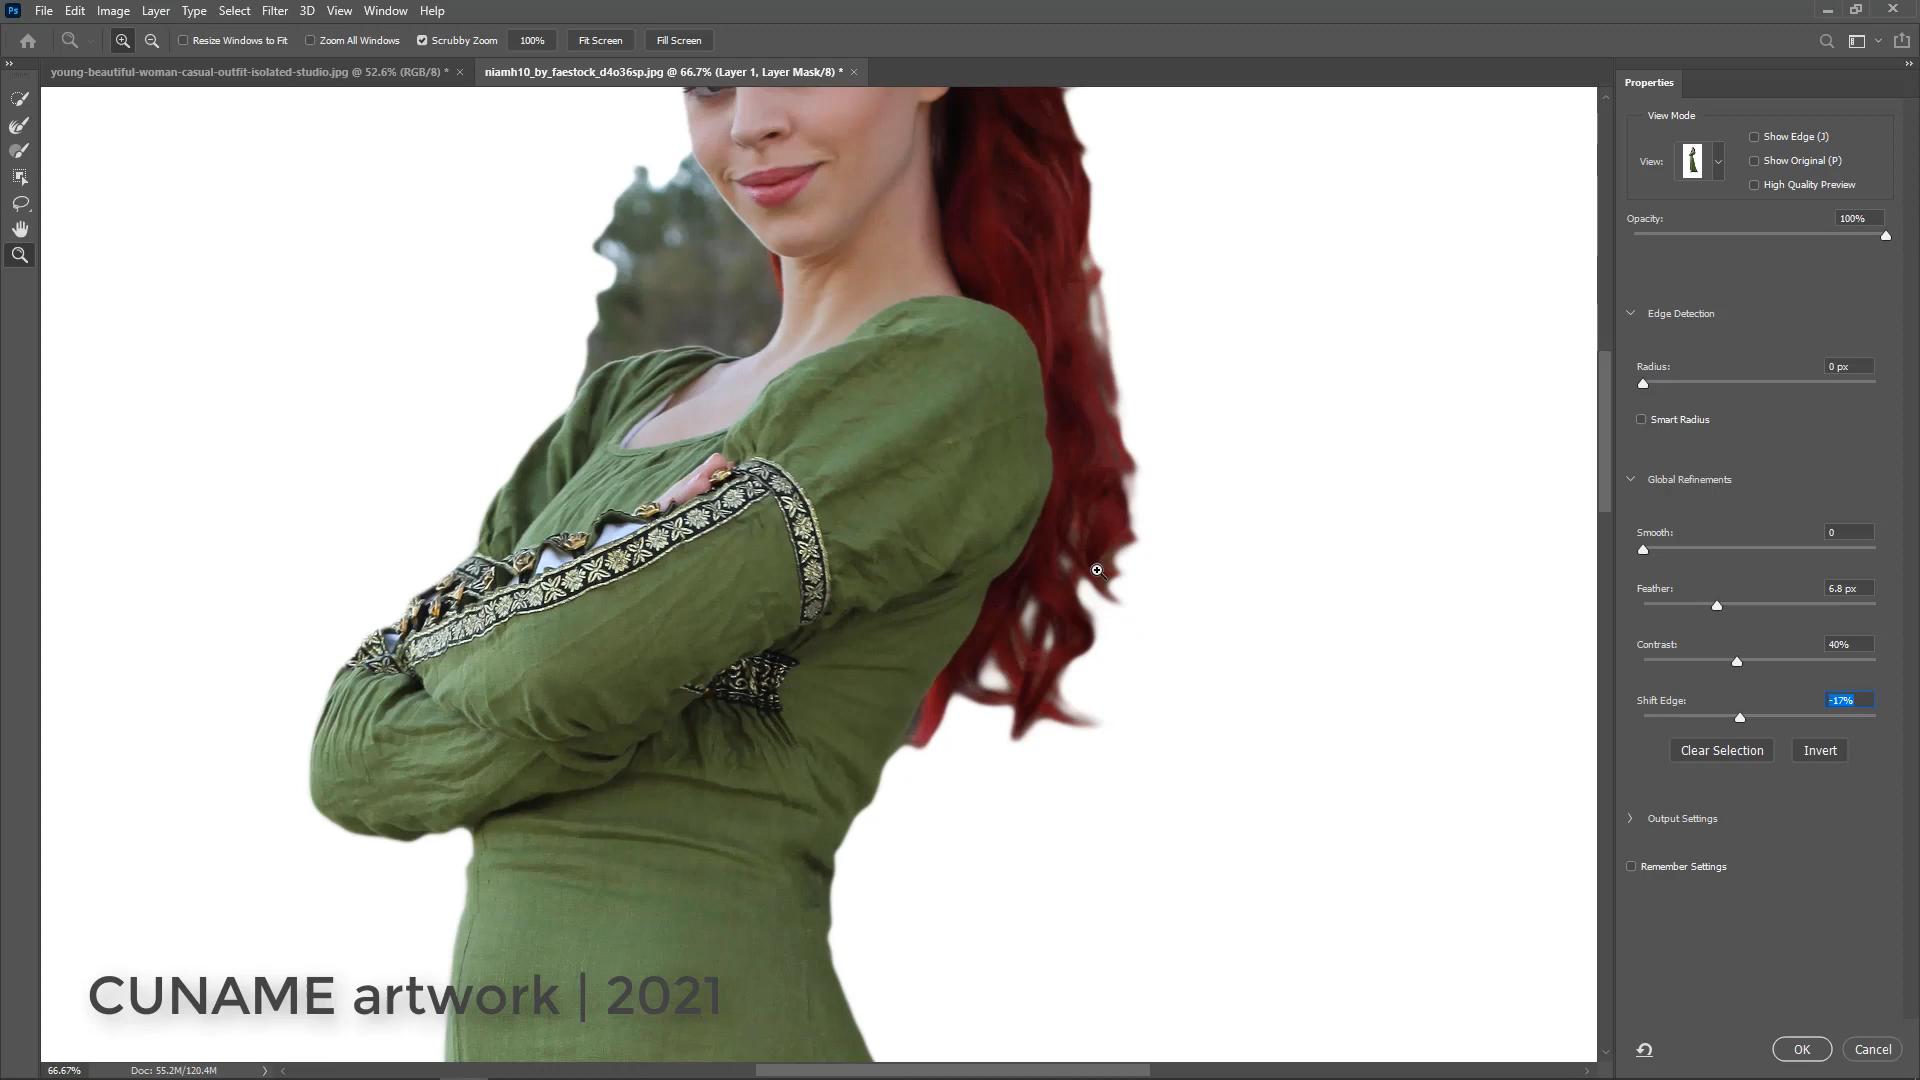 Ps File Edit Image Layer Type Select Filter 3D View Window Help
Resize Windows to Fit Zoom All Windows Scrubby Zoom 100% Fit Screen Fill Screen
young-beautiful-woman-casual-outfit-isolated-studio.jpg @ 52.6% (RGB/8) * × niamh10_by_faestock_d4o36sp.jpg @ 66.7% (Layer 1, Layer Mask/8) * ×
Properties
View Mode
Show Edge (J)
View:
Show Original (P)
High Quality Preview
Opacity: 100%
Edge Detection
Radius: 0 px
Smart Radius
Global Refinements
Smooth: 0
Feather: 6.8 px
Contrast: 40%
Shift Edge: -17%
Clear Selection Invert
Output Settings
Remember Settings
CUNAME artwork | 2021
OK Cancel
66.67% Doc: 55.2M/120.4M